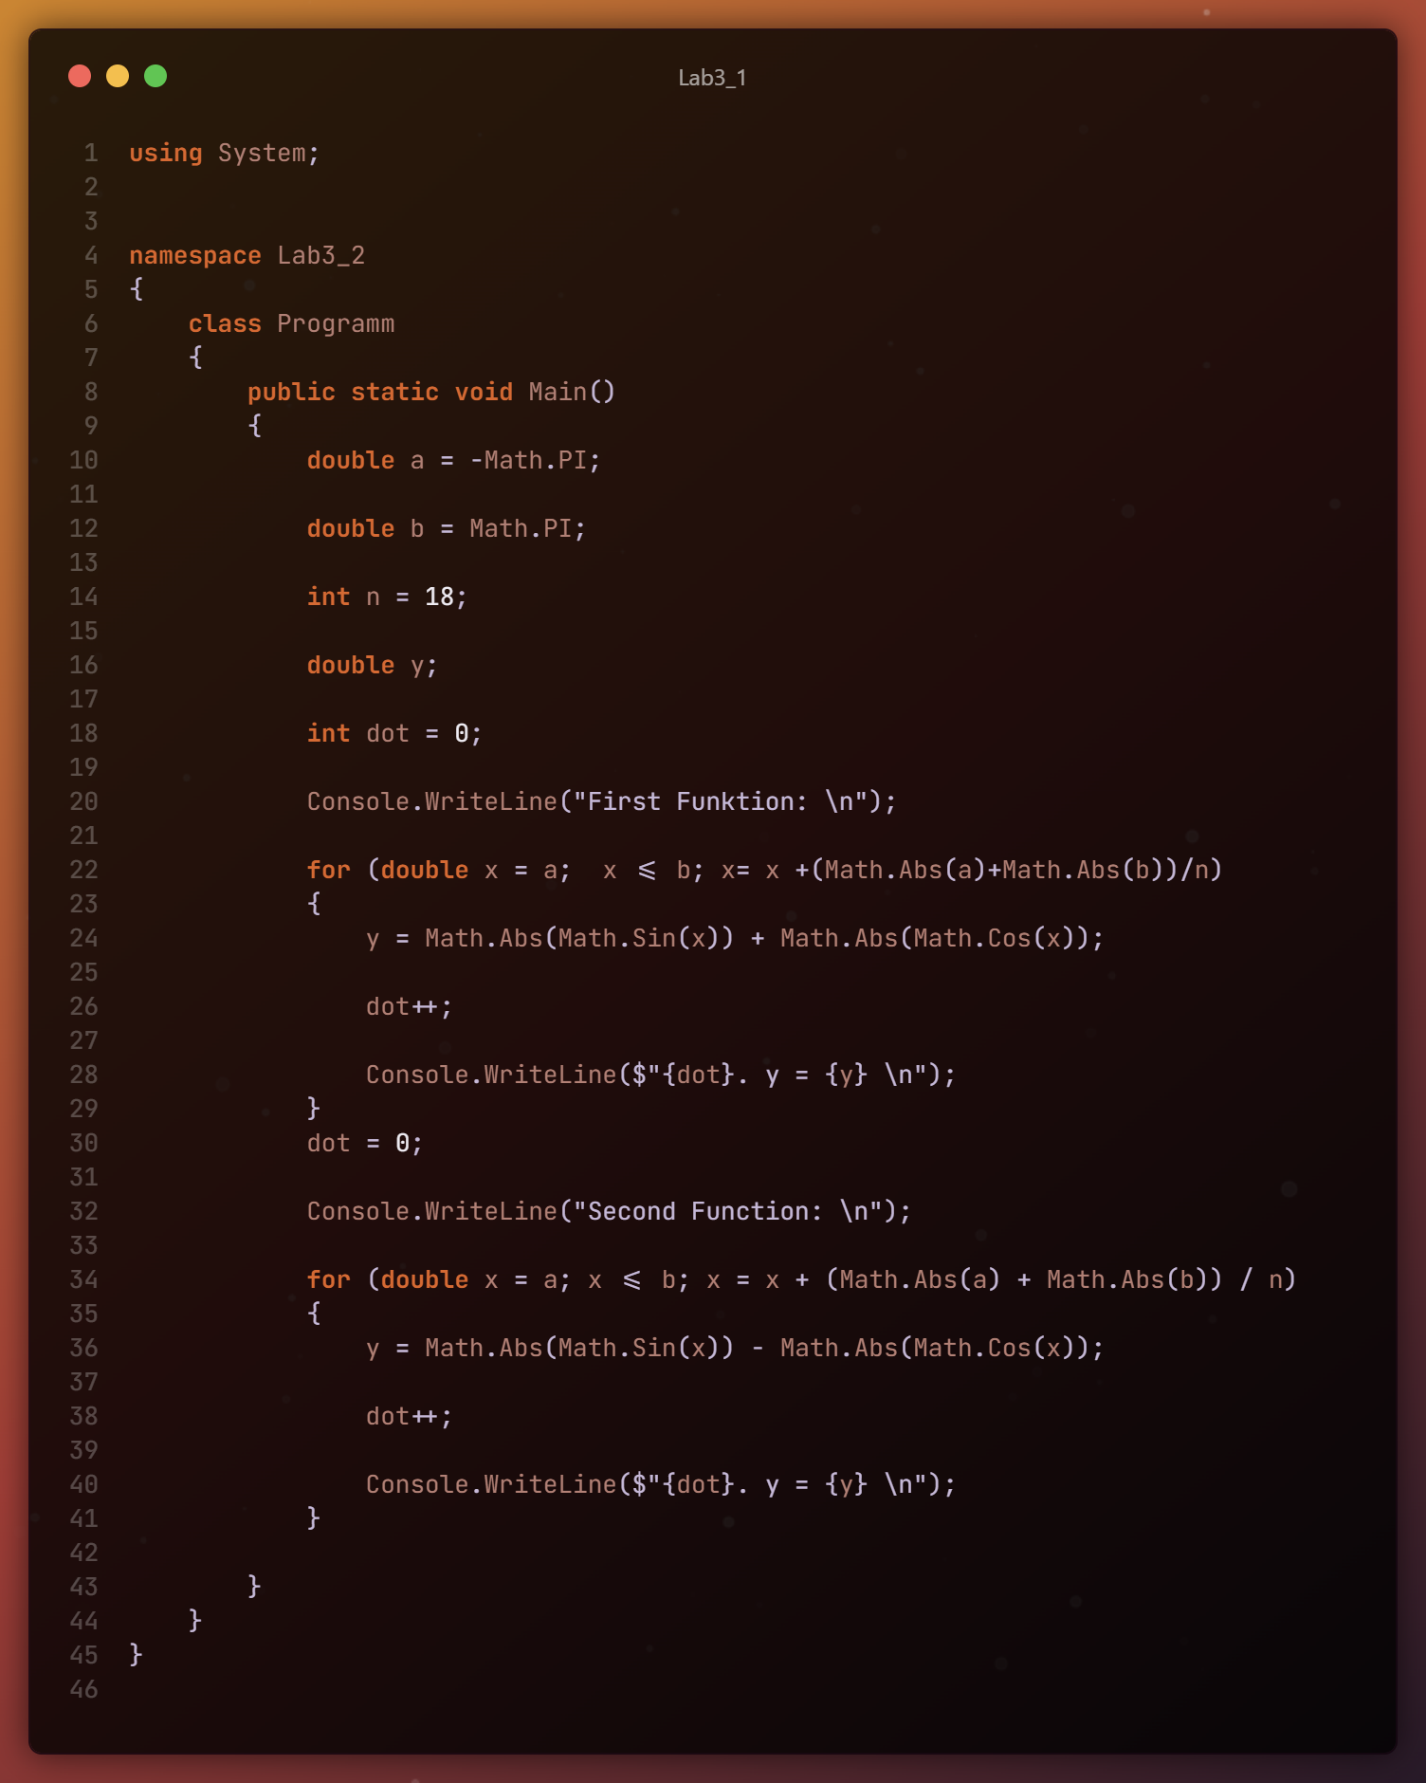 Lab3_1
1 using System;
2
3
4 namespace Lab3_2
5 {
6     class Programm
7     {
8         public static void Main()
9         {
10             double a = -Math.PI;
11
12             double b = Math.PI;
13
14             int n = 18;
15
16             double y;
17
18             int dot = 0;
19
20             Console.WriteLine("First Funktion: \n");
21
22             for (double x = a;  x <= b; x= x +(Math.Abs(a)+Math.Abs(b))/n)
23             {
24                 y = Math.Abs(Math.Sin(x)) + Math.Abs(Math.Cos(x));
25
26                 dot++;
27
28                 Console.WriteLine($"{dot}. y = {y} \n");
29             }
30             dot = 0;
31
32             Console.WriteLine("Second Function: \n");
33
34             for (double x = a; x <= b; x = x + (Math.Abs(a) + Math.Abs(b)) / n)
35             {
36                 y = Math.Abs(Math.Sin(x)) - Math.Abs(Math.Cos(x));
37
38                 dot++;
39
40                 Console.WriteLine($"{dot}. y = {y} \n");
41             }
42
43         }
44     }
45 }
46